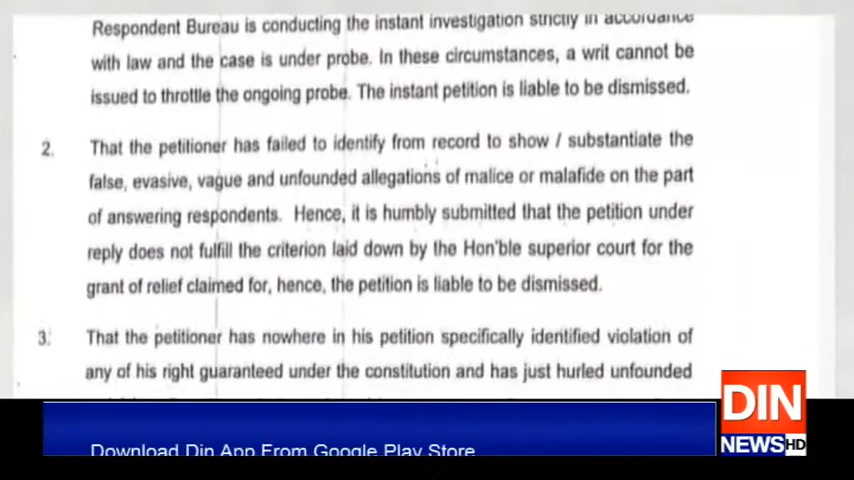 Respondent Bureau is conducting the instant investigation strictly in accordance
with law and the case is under probe. In these circumstances, a writ cannot be
issued to throttle the ongoing probe. The instant petition is liable to be dismissed.
2. That the petitioner has failed to identify from record to show / substantiate the
false, evasive, vague and unfounded allegations of malice or malafide on the part
of answering respondents. Hence, it is humbly submitted that the petition under
reply does not fulfill the criterion laid down by the Hon'ble superior court for the
grant of relief claimed for, hence, the petition is liable to be dismissed.
3. That the petitioner has nowhere in his petition specifically identified violation of
any of his right guaranteed under the constitution and has just hurled unfounded
DIN
NEWS HD
Download Din App From Google Play Store